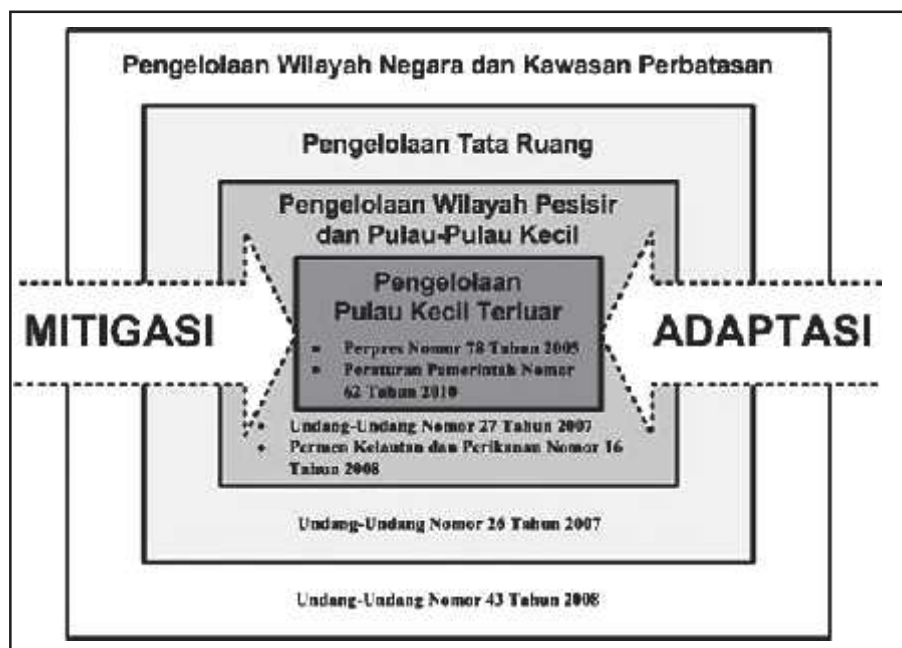 Pengelolaan Wilayah Negara dan Kawasan Perbatasan
Pengelolaan Tata Ruang
Pengelolaan Wilayah Pesisir
dan Pulau-Pulau Kecil
Pengelolaan
Pulau Kecil Terluar
• Perpres Nomor 78 Tahun 2005
• Peraturan Pemerintah Nomor
62 Tahun 2010
MITIGASI
ADAPTASI
• Undang-Undang Nomor 27 Tahun 2007
• Permen Kelautan dan Perikanan Nomor 16
Tahun 2008
Undang-Undang Nomor 26 Tahun 2007
Undang-Undang Nomor 43 Tahun 2008